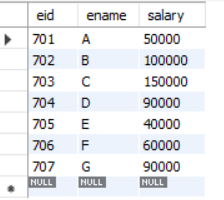 eid ename salary
701 A 50000
702 B 100000
703 C 150000
704 D 90000
705 E 40000
706 F 60000
707 G 90000
NULL NULL NULL